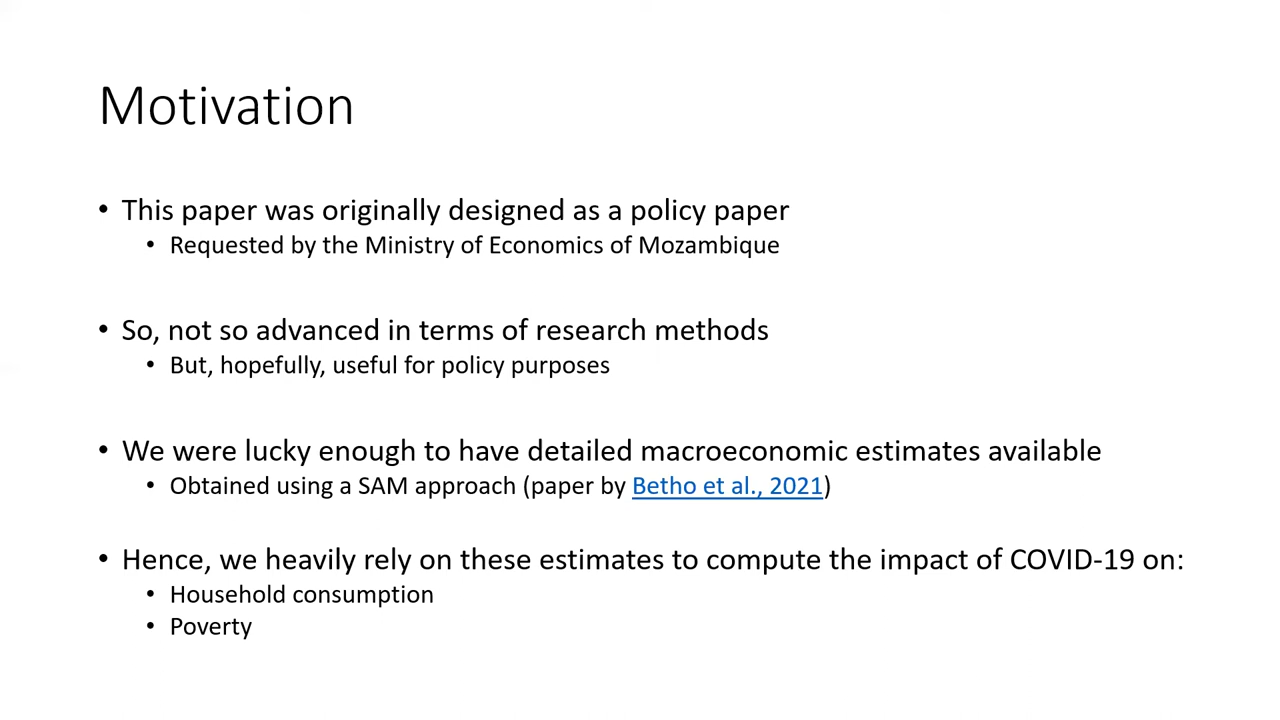 Motivation
• This paper was originally designed as a policy paper
• Requested by the Ministry of Economics of Mozambique
• So, not so advanced in terms of research methods
• But, hopefully, useful for policy purposes
• We were lucky enough to have detailed macroeconomic estimates available
• Obtained using a SAM approach (paper by Betho et al., 2021)
• Hence, we heavily rely on these estimates to compute the impact of COVID-19 on:
• Household consumption
• Poverty